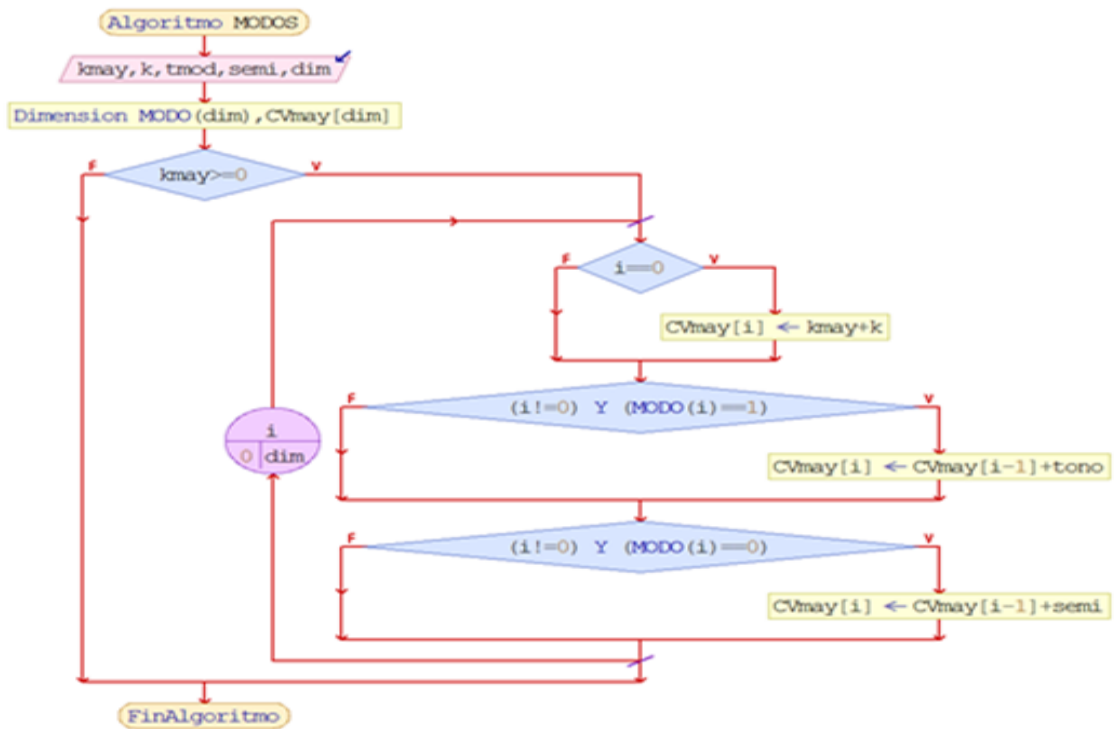 Algoritmo MODOS
kmay,k,tmod,semi,dim
Dimension MODO(dim),CVmay[dim]
F
kmay>=0
V
F
i==0
V
CVmay[i] ← kmay+k
F
(i!=0) Y (MODO(i)==1)
V
i
0 dim
CVmay[i] ← CVmay[i-1]+tono
F
(i!=0) Y (MODO(i)==0)
V
CVmay[i] ← CVmay[i-1]+semi
FinAlgoritmo